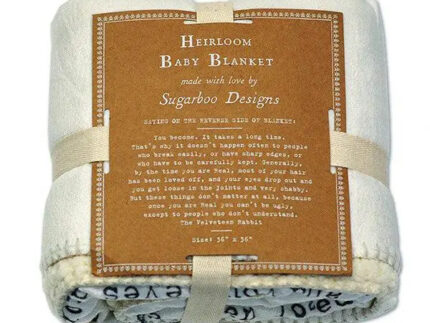 Heirloom
Baby Blanket
made with love by
Sugarboo Designs
SAYING ON THE REVERSE SIDE OF BLANKET:
You become. It takes a long time.
That's why it doesn't happen often to people
who break easily, or have sharp edges, or
who have to be carefully kept. Generally,
by the time you are Real, most of your hair
has been loved off, and your eyes drop out and
you get loose in the joints and very shabby.
But these things don't matter at all, because
once you are Real you can't be ugly,
except to people who don't understand.
The Velveteen Rabbit
Size: 36" x 36"